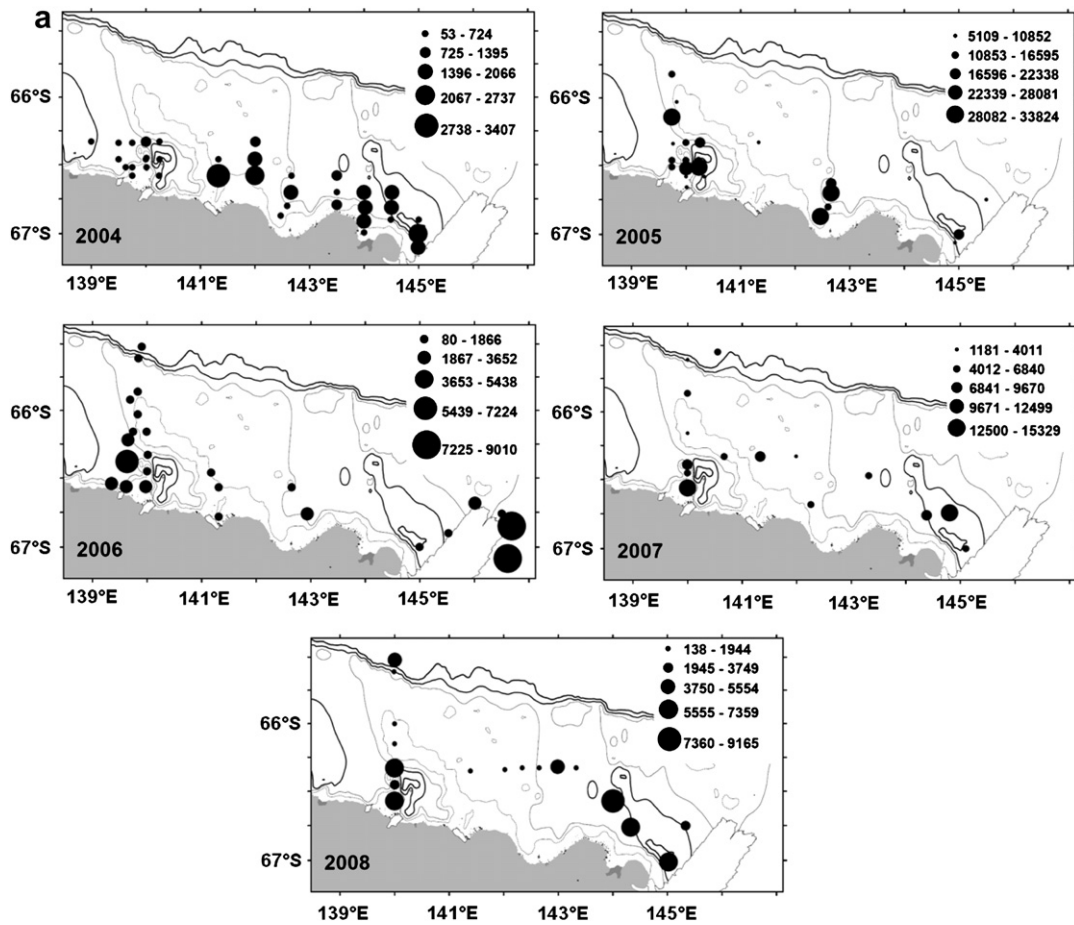 a
53 - 724
725 - 1395
1396 - 2066
2067 - 2737
2738 - 3407
66°S
67°S
2004
139°E 141°E 143°E 145°E
5109 - 10852
10853 - 16595
16596 - 22338
22339 - 28081
28082 - 33824
66°S
67°S
2005
139°E 141°E 143°E 145°E
80 - 1866
1867 - 3652
3653 - 5438
5439 - 7224
7225 - 9010
66°S
67°S
2006
139°E 141°E 143°E 145°E
1181 - 4011
4012 - 6840
6841 - 9670
9671 - 12499
12500 - 15329
66°S
67°S
2007
139°E 141°E 143°E 145°E
138 - 1944
1945 - 3749
3750 - 5554
5555 - 7359
7360 - 9165
66°S
67°S
2008
139°E 141°E 143°E 145°E